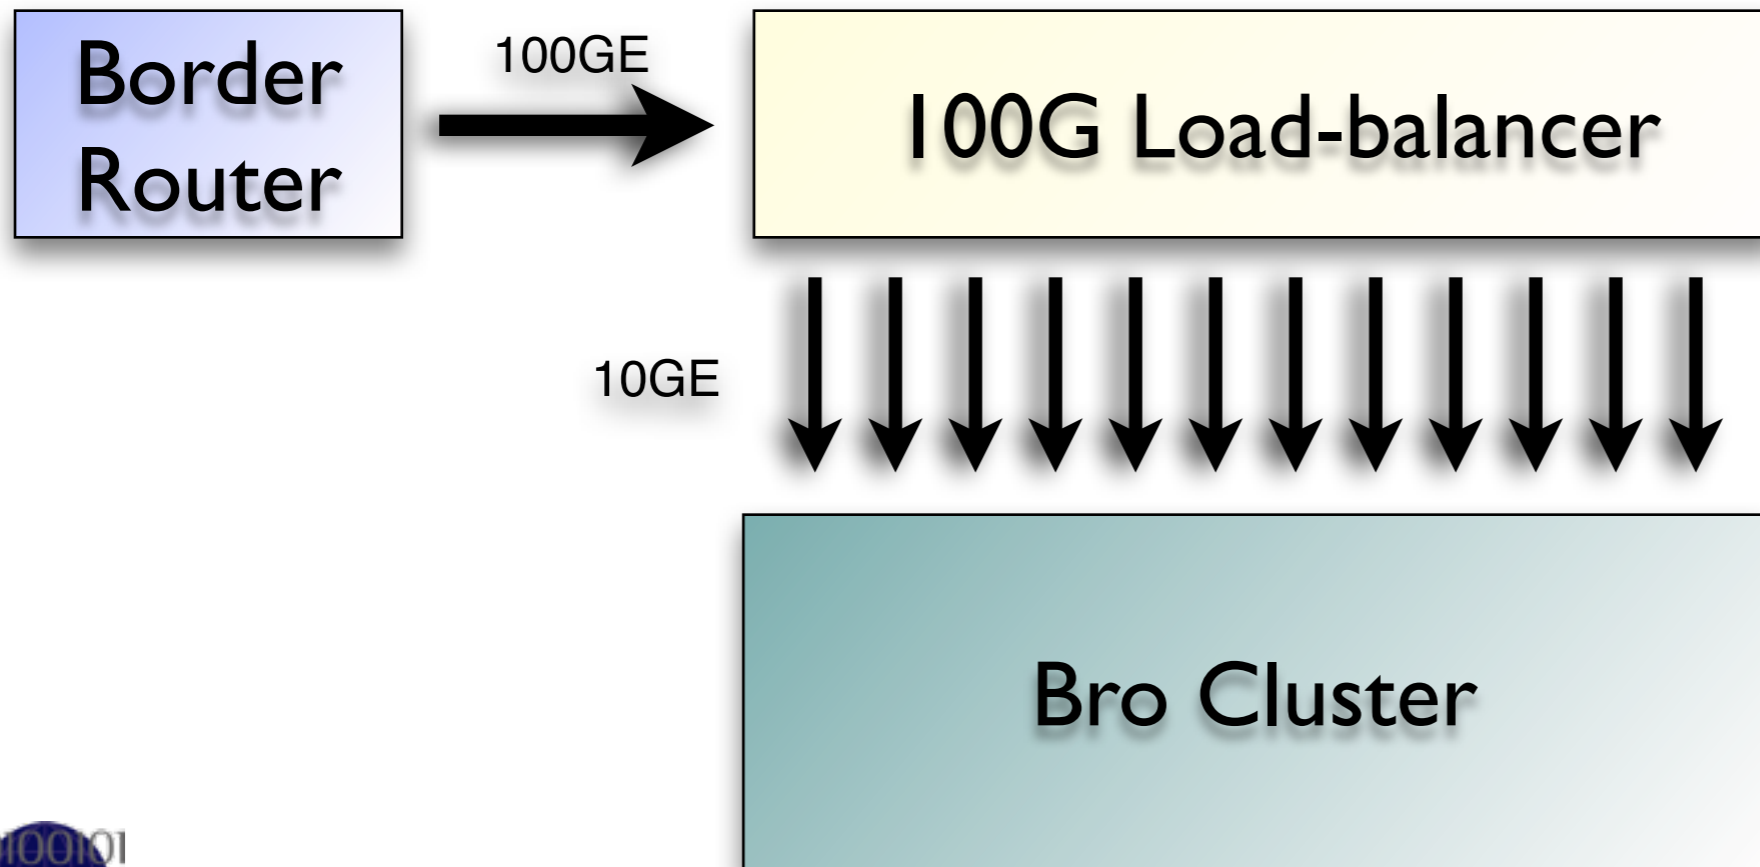 Border
Router
100GE
100G Load-balancer
10GE
Bro Cluster